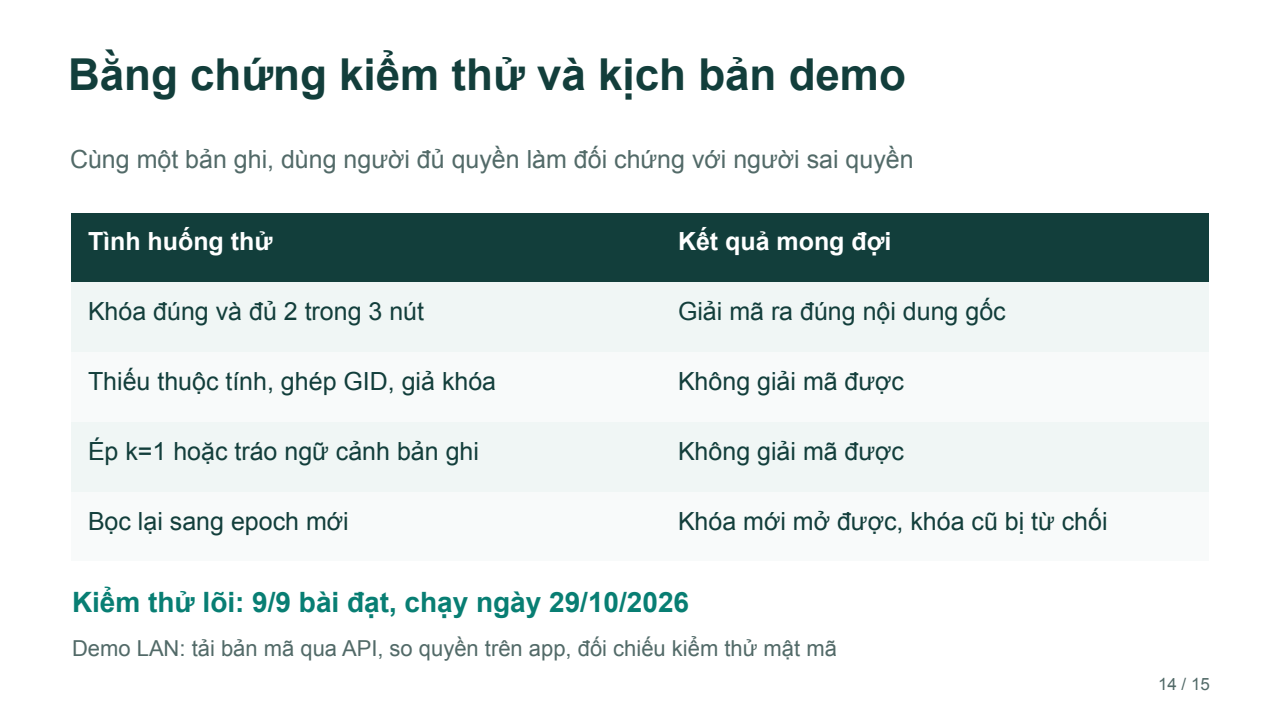 Bằng chứng kiểm thử và kịch bản demo
Cùng một bản ghi, dùng người đủ quyền làm đối chứng với người sai quyền
Tình huống thử
Kết quả mong đợi
Khóa đúng và đủ 2 trong 3 nút
Giải mã ra đúng nội dung gốc
Thiếu thuộc tính, ghép GID, giả khóa
Không giải mã được
Ép k=1 hoặc tráo ngữ cảnh bản ghi
Không giải mã được
Bọc lại sang epoch mới
Khóa mới mở được, khóa cũ bị từ chối
Kiểm thử lõi: 9/9 bài đạt, chạy ngày 29/10/2026
Demo LAN: tải bản mã qua API, so quyền trên app, đối chiếu kiểm thử mật mã
14 / 15